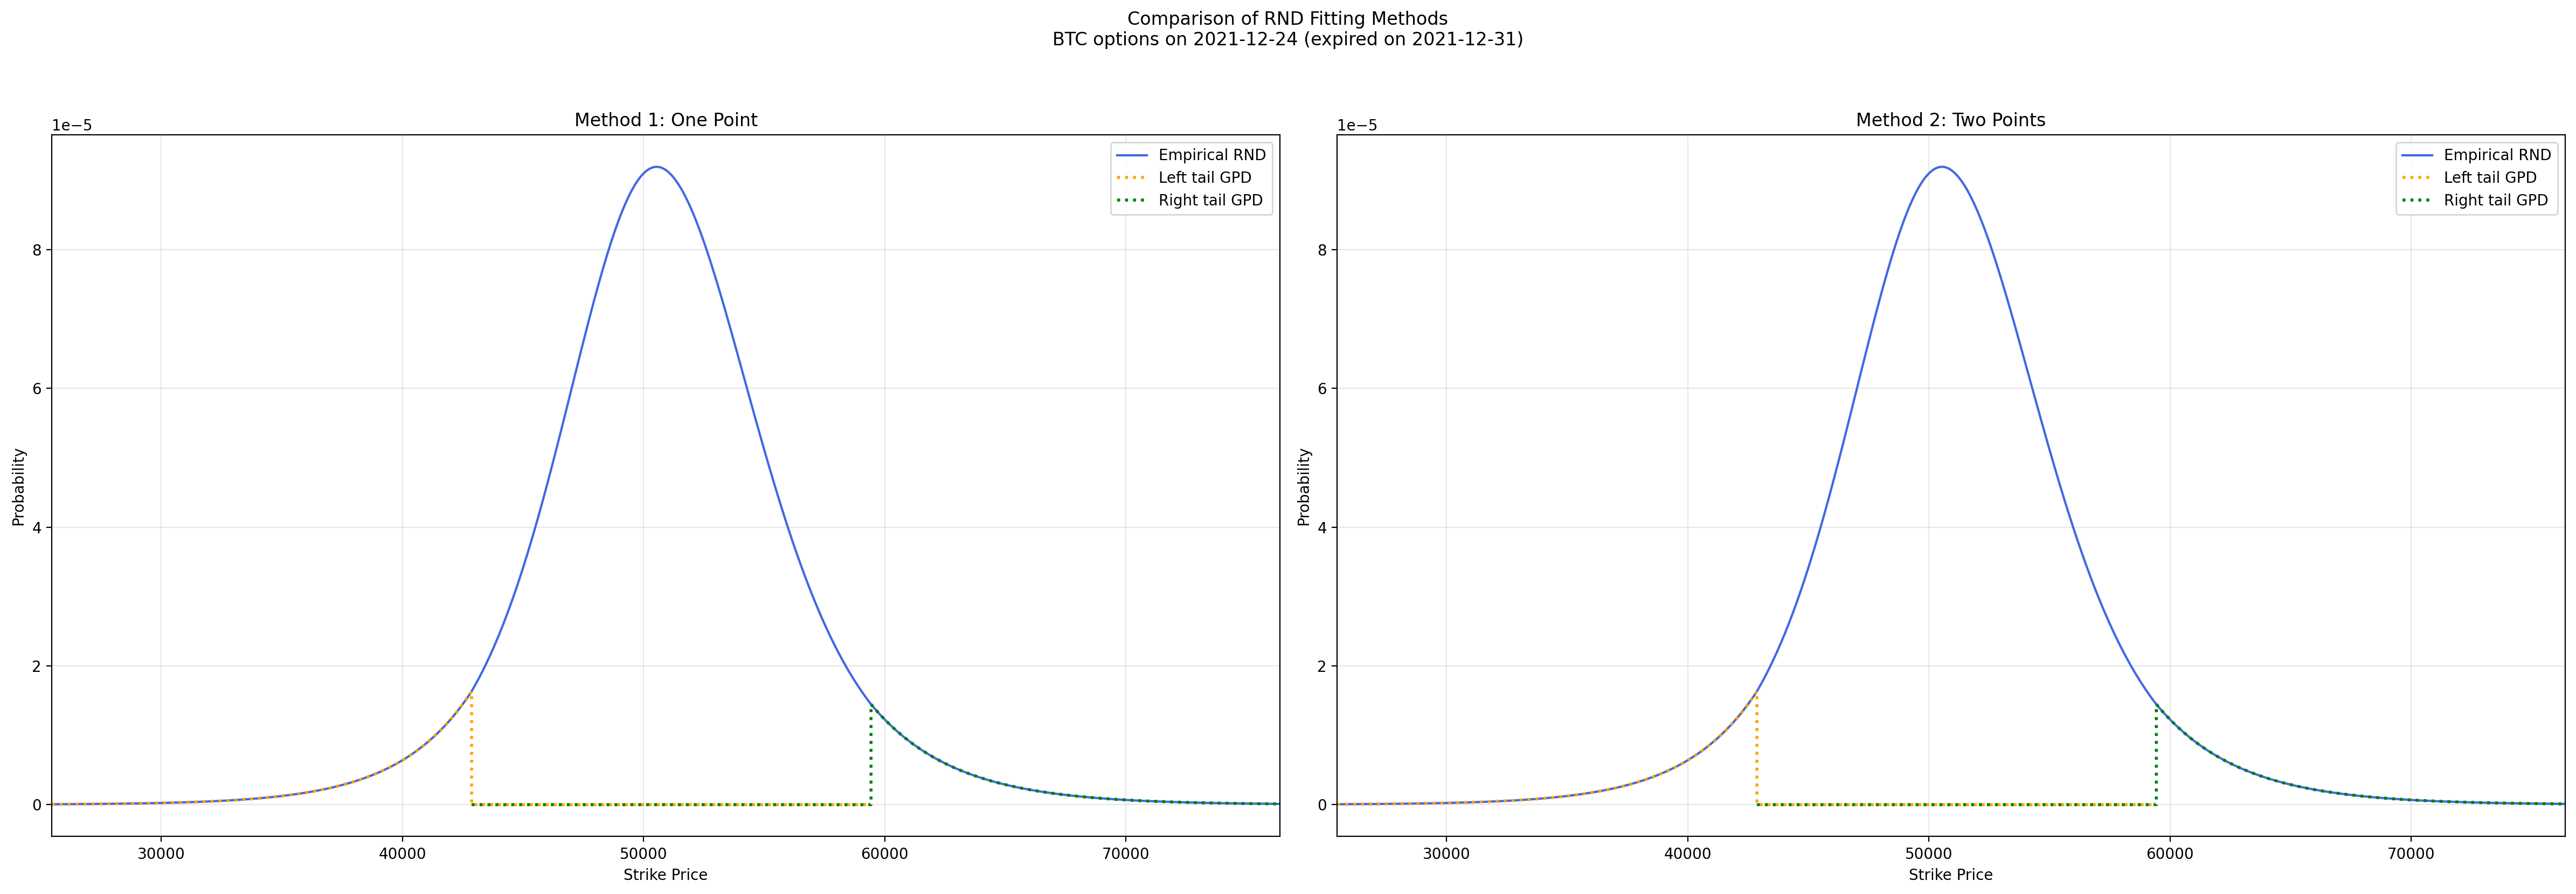 Comparison of RND Fitting Methods
BTC options on 2021-12-24 (expired on 2021-12-31)
Method 1: One Point
1e−5
Empirical RND
Left tail GPD
Right tail GPD
8
6
4
2
0
Probability
30000 40000 50000 60000 70000
Strike Price
Method 2: Two Points
1e−5
Empirical RND
Left tail GPD
Right tail GPD
8
6
4
2
0
Probability
30000 40000 50000 60000 70000
Strike Price